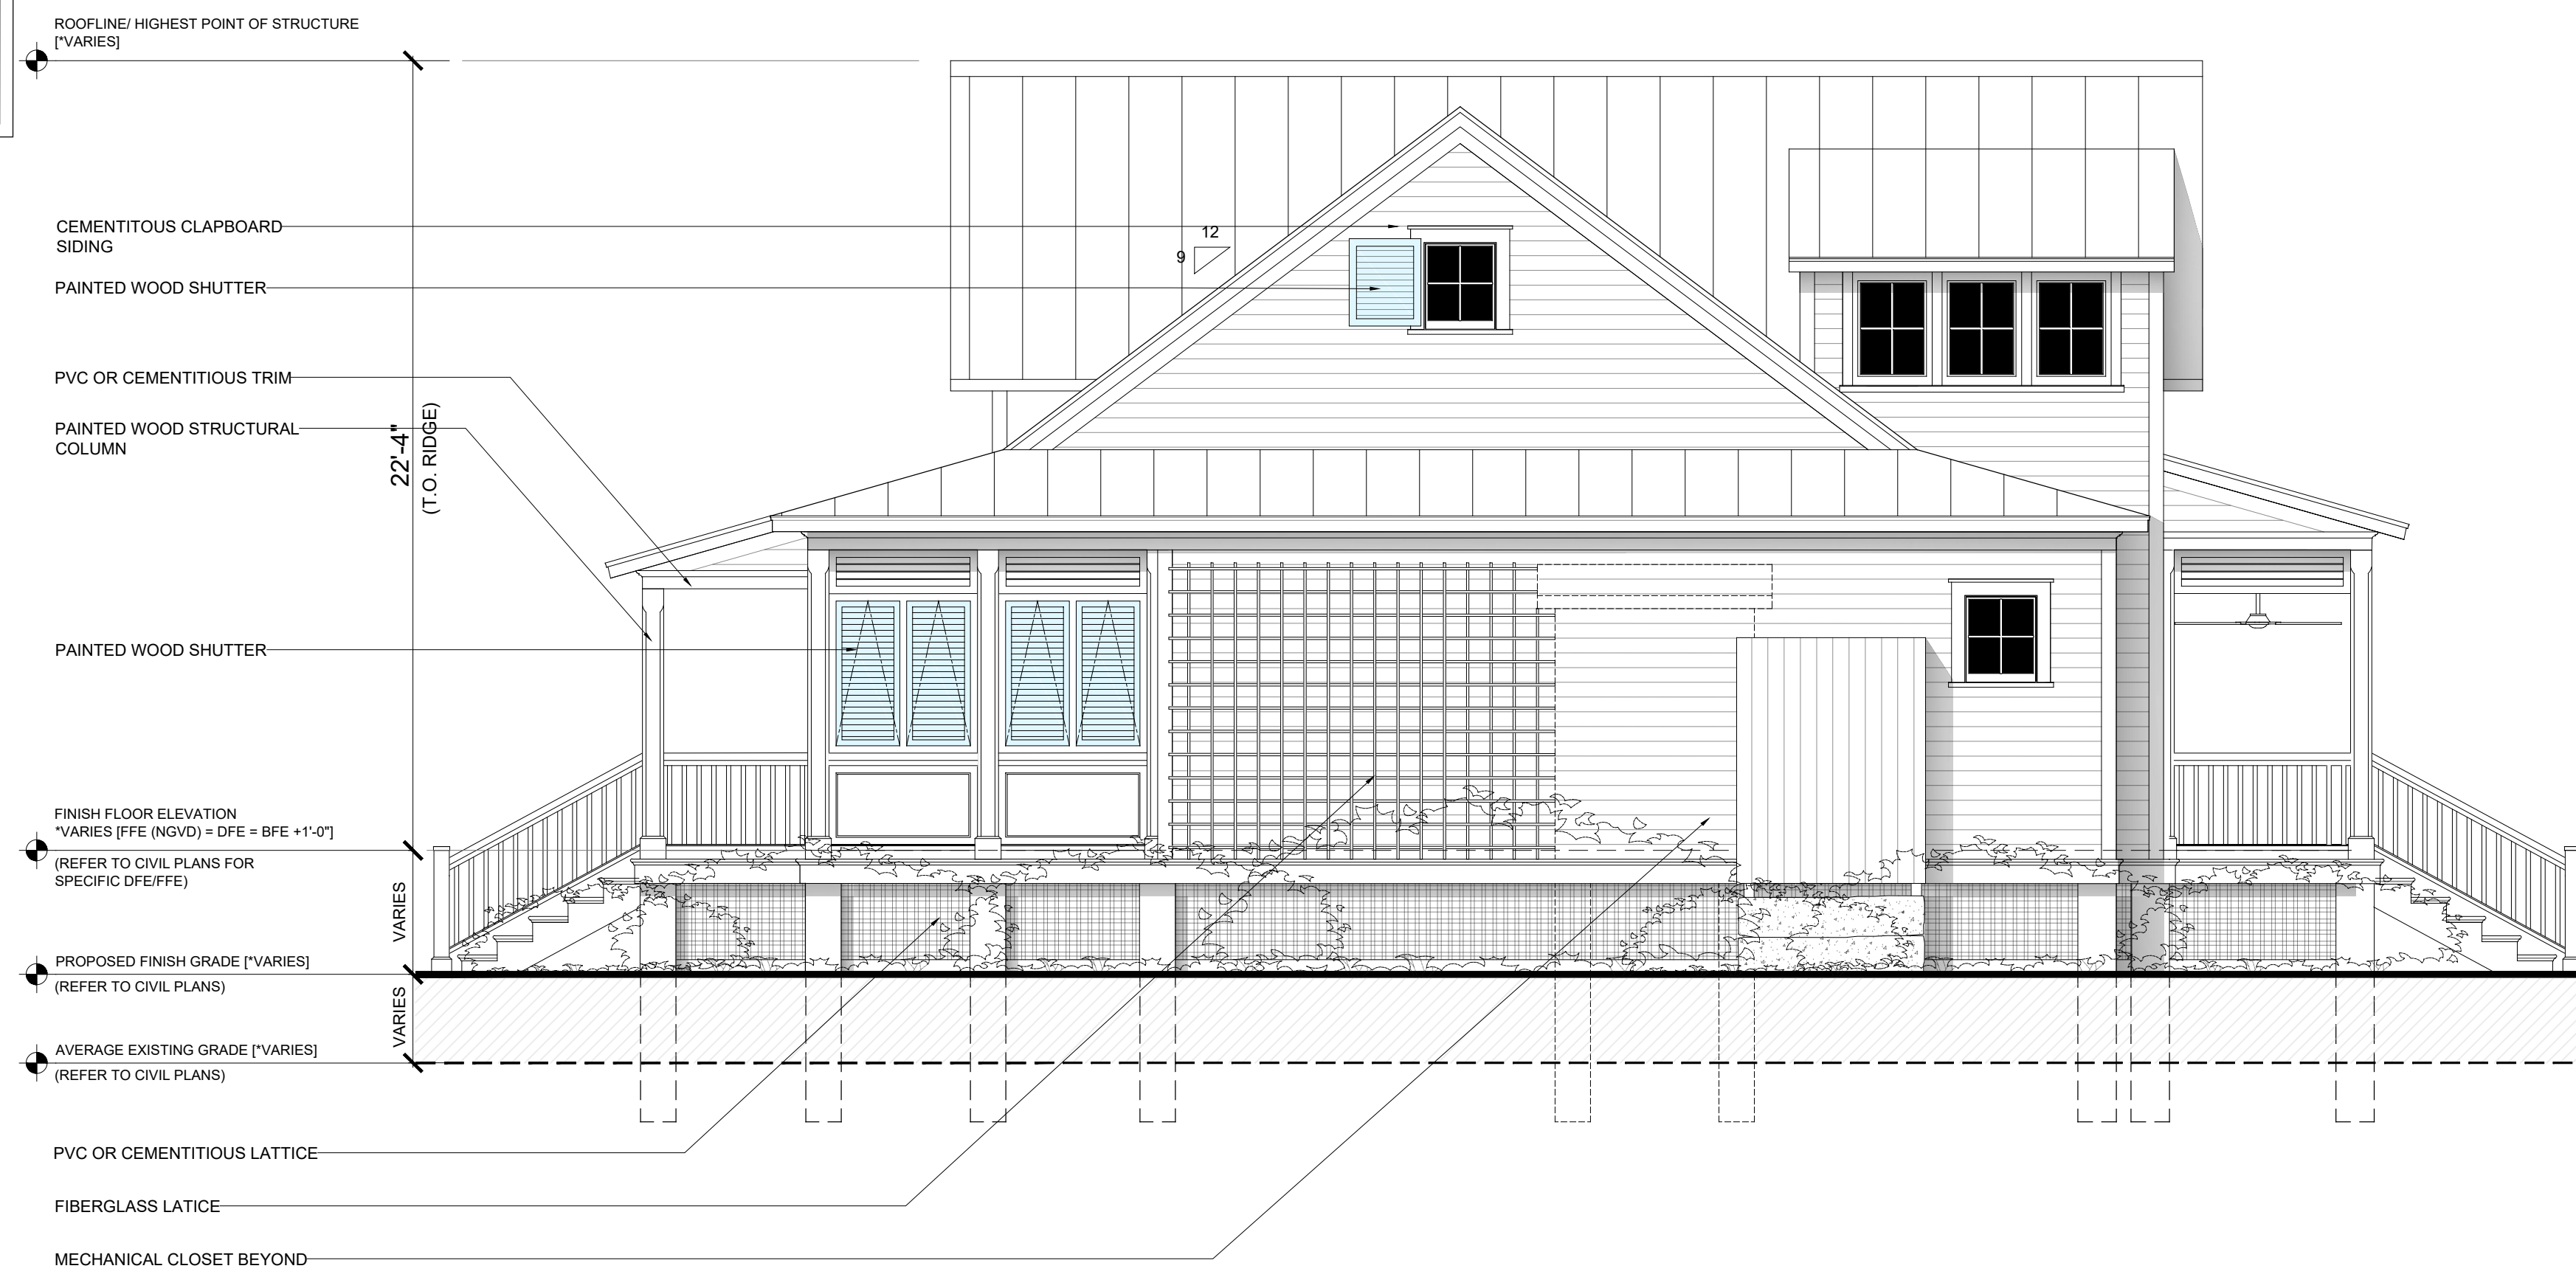 ROOFLINE/ HIGHEST POINT OF STRUCTURE
[*VARIES]
CEMENTITOUS CLAPBOARD
SIDING
12
9
PAINTED WOOD SHUTTER
PVC OR CEMENTITIOUS TRIM
PAINTED WOOD STRUCTURAL
COLUMN
22'-4"
(T.O. RIDGE)
PAINTED WOOD SHUTTER
FINISH FLOOR ELEVATION
*VARIES [FFE (NGVD) = DFE = BFE +1'-0"]
(REFER TO CIVIL PLANS FOR
SPECIFIC DFE/FFE)
VARIES
PROPOSED FINISH GRADE [*VARIES]
(REFER TO CIVIL PLANS)
VARIES
AVERAGE EXISTING GRADE [*VARIES]
(REFER TO CIVIL PLANS)
PVC OR CEMENTITIOUS LATTICE
FIBERGLASS LATICE
MECHANICAL CLOSET BEYOND